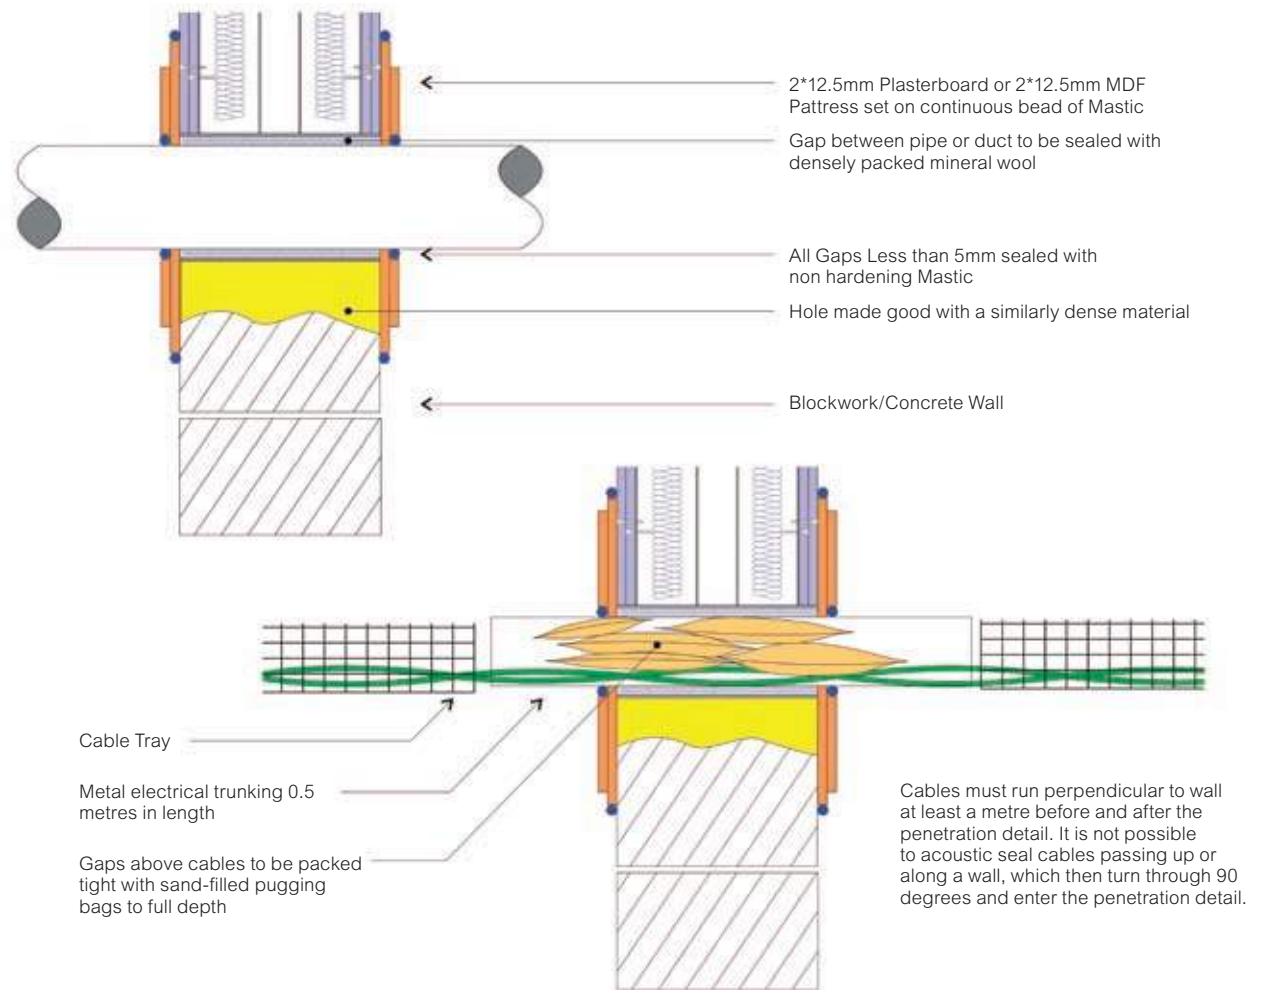 2*12.5mm Plasterboard or 2*12.5mm MDF
Pattress set on continuous bead of Mastic
Gap between pipe or duct to be sealed with
densely packed mineral wool
All Gaps Less than 5mm sealed with
non hardening Mastic
Hole made good with a similarly dense material
Blockwork/Concrete Wall
Cable Tray
Metal electrical trunking 0.5
metres in length
Gaps above cables to be packed
tight with sand-filled pugging
bags to full depth
Cables must run perpendicular to wall
at least a metre before and after the
penetration detail. It is not possible
to acoustic seal cables passing up or
along a wall, which then turn through 90
degrees and enter the penetration detail.